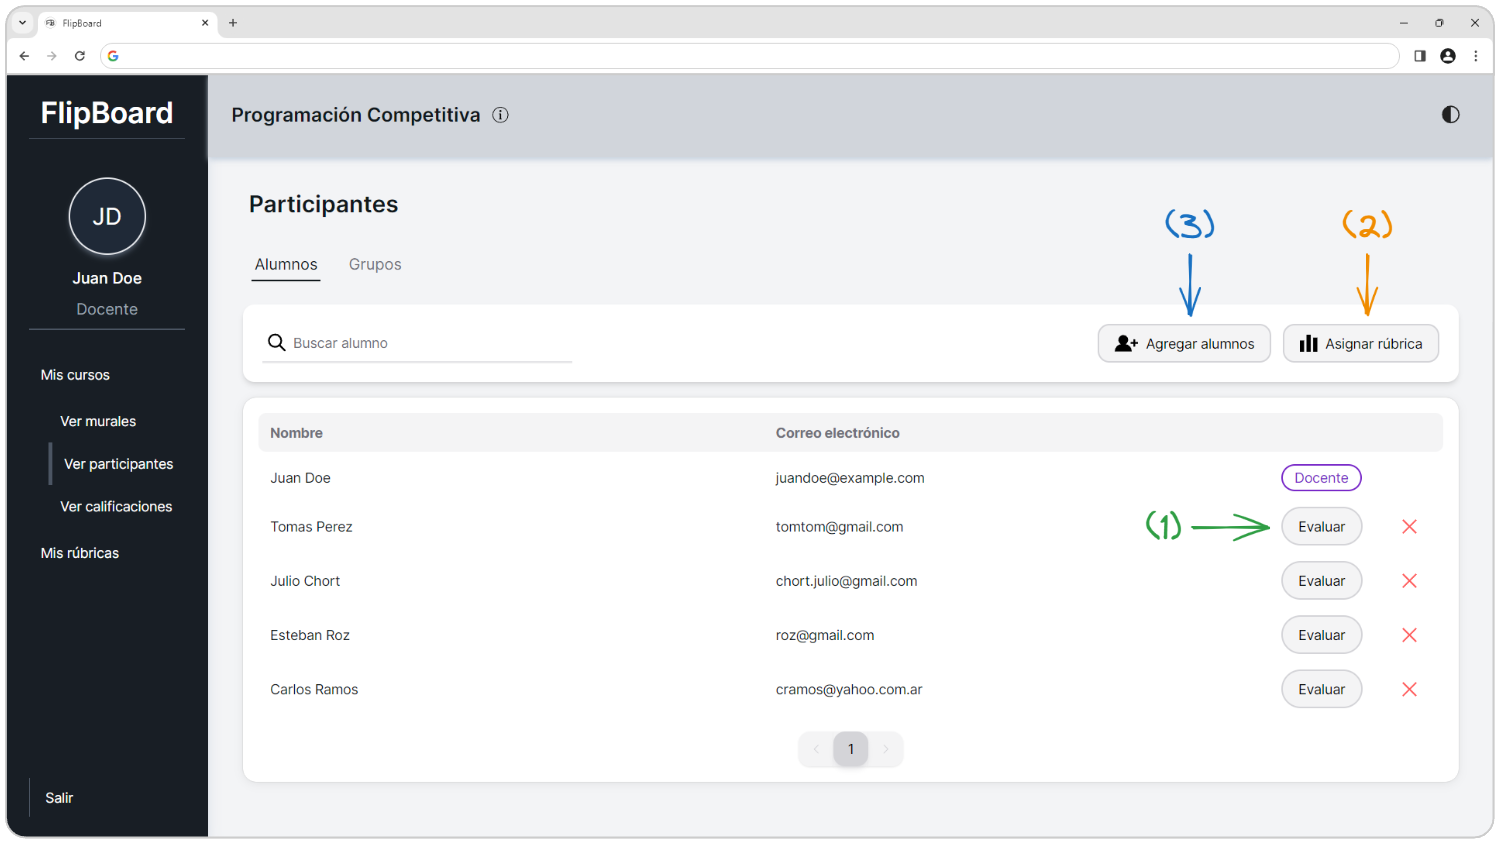 FlipBoard
FlipBoard
Programación Competitiva
JD
Juan Doe
Docente
Mis cursos
Ver murales
Ver participantes
Ver calificaciones
Mis rúbricas
Salir
Participantes
(3)
(2)
Alumnos Grupos
Buscar alumno
Agregar alumnos
Asignar rúbrica
Nombre Correo electrónico
Juan Doe juandoe@example.com Docente
Tomas Perez tomtom@gmail.com (1) Evaluar
Julio Chort chort.julio@gmail.com Evaluar
Esteban Roz roz@gmail.com Evaluar
Carlos Ramos cramos@yahoo.com.ar Evaluar
1